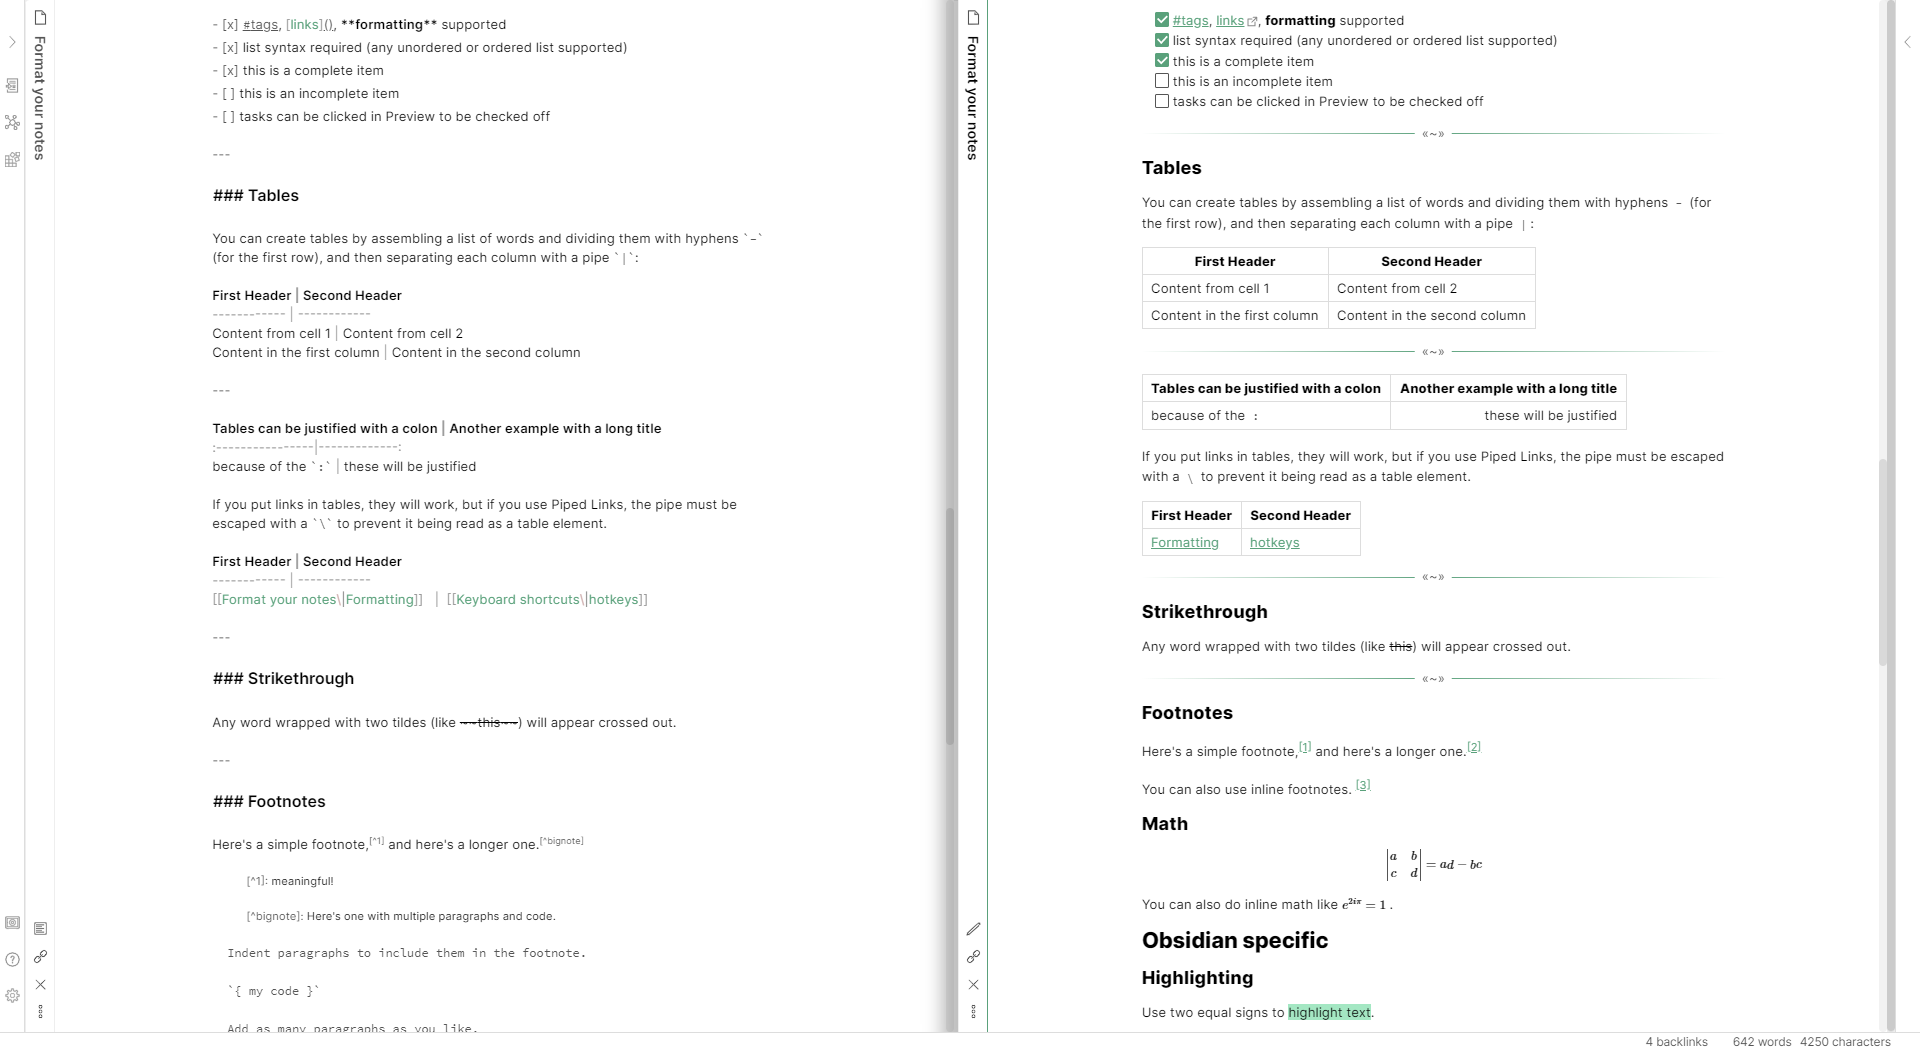 Format your notes
- [x] #tags, [links](), **formatting** supported
- [x] list syntax required (any unordered or ordered list supported)
- [x] this is a complete item
- [ ] this is an incomplete item
- [ ] tasks can be clicked in Preview to be checked off
---
### Tables
You can create tables by assembling a list of words and dividing them with hyphens `-`
(for the first row), and then separating each column with a pipe `|`:
First Header | Second Header
------------ | ------------
Content from cell 1 | Content from cell 2
Content in the first column | Content in the second column
---
Tables can be justified with a colon | Another example with a long title
:----------------|-------------:
because of the `:` | these will be justified
If you put links in tables, they will work, but if you use Piped Links, the pipe must be
escaped with a `\` to prevent it being read as a table element.
First Header | Second Header
------------ | ------------
[[Format your notes\|Formatting]] | [[Keyboard shortcuts\|hotkeys]]
---
### Strikethrough
Any word wrapped with two tildes (like ~~this~~) will appear crossed out.
---
### Footnotes
Here's a simple footnote,[^1] and here's a longer one.[^bignote]
[^1]: meaningful!
[^bignote]: Here's one with multiple paragraphs and code.
Indent paragraphs to include them in the footnote.
`{ my code }`
Add as many paragraphs as you like.
Format your notes
#tags, links, formatting supported
list syntax required (any unordered or ordered list supported)
this is a complete item
this is an incomplete item
tasks can be clicked in Preview to be checked off
«~»
Tables
You can create tables by assembling a list of words and dividing them with hyphens - (for
the first row), and then separating each column with a pipe |:
First Header Second Header
Content from cell 1 Content from cell 2
Content in the first column Content in the second column
«~»
Tables can be justified with a colon Another example with a long title
because of the : these will be justified
If you put links in tables, they will work, but if you use Piped Links, the pipe must be escaped
with a \ to prevent it being read as a table element.
First Header Second Header
Formatting hotkeys
«~»
Strikethrough
Any word wrapped with two tildes (like this) will appear crossed out.
«~»
Footnotes
Here's a simple footnote,[1] and here's a longer one.[2]
You can also use inline footnotes. [3]
Math
|a b|
|c d| = ad − bc
You can also do inline math like e^2iπ = 1 .
Obsidian specific
Highlighting
Use two equal signs to highlight text.
4 backlinks 642 words 4250 characters